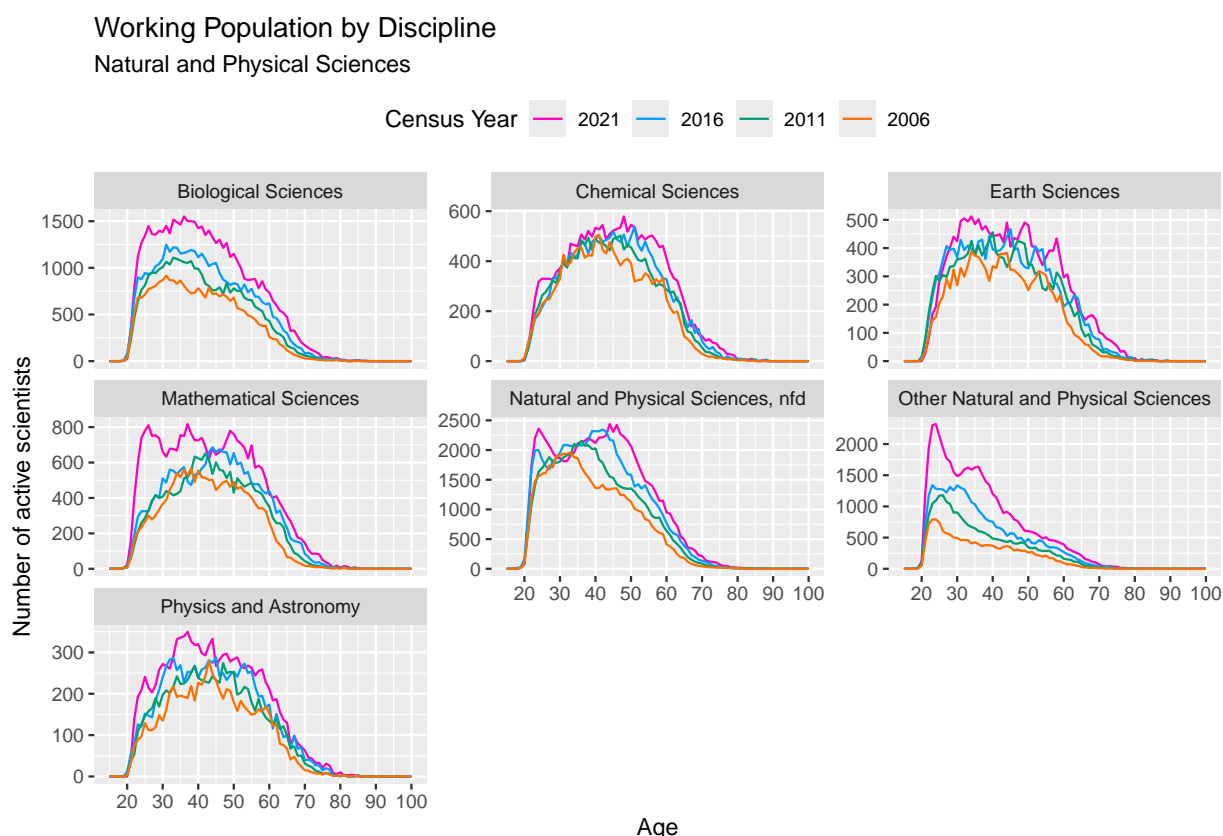 Working Population by Discipline
Natural and Physical Sciences
Census Year 2021 2016 2011 2006
Biological Sciences
1500
1000
500
0
Chemical Sciences
600
400
200
0
Earth Sciences
500
400
300
200
100
0
Mathematical Sciences
800
600
400
200
0
Natural and Physical Sciences, nfd
2500
2000
1500
1000
500
0
20 30 40 50 60 70 80 90 100
Other Natural and Physical Sciences
2000
1500
1000
500
0
20 30 40 50 60 70 80 90 100
Physics and Astronomy
300
200
100
0
20 30 40 50 60 70 80 90 100
Number of active scientists
Age